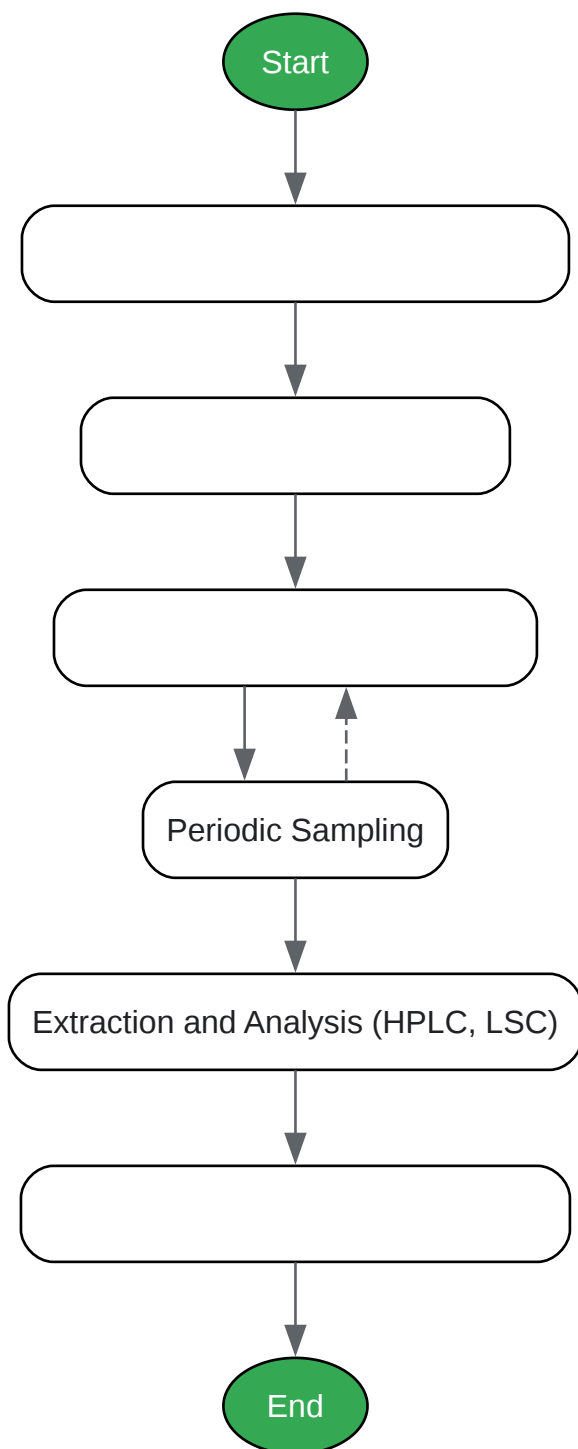 Start
Periodic Sampling
Extraction and Analysis (HPLC, LSC)
End